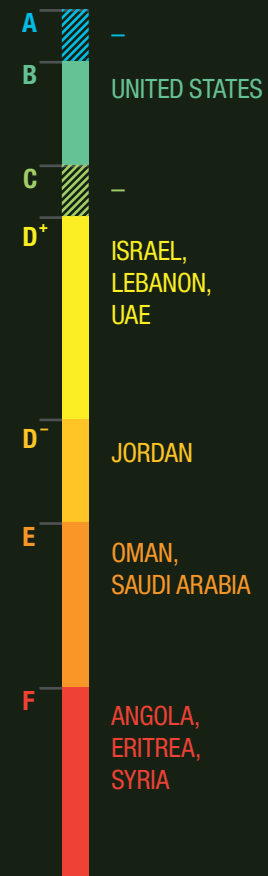 A
–
B
UNITED STATES
C
–
D+
ISRAEL,
LEBANON,
UAE
D–
JORDAN
E
OMAN,
SAUDI ARABIA
F
ANGOLA,
ERITREA,
SYRIA